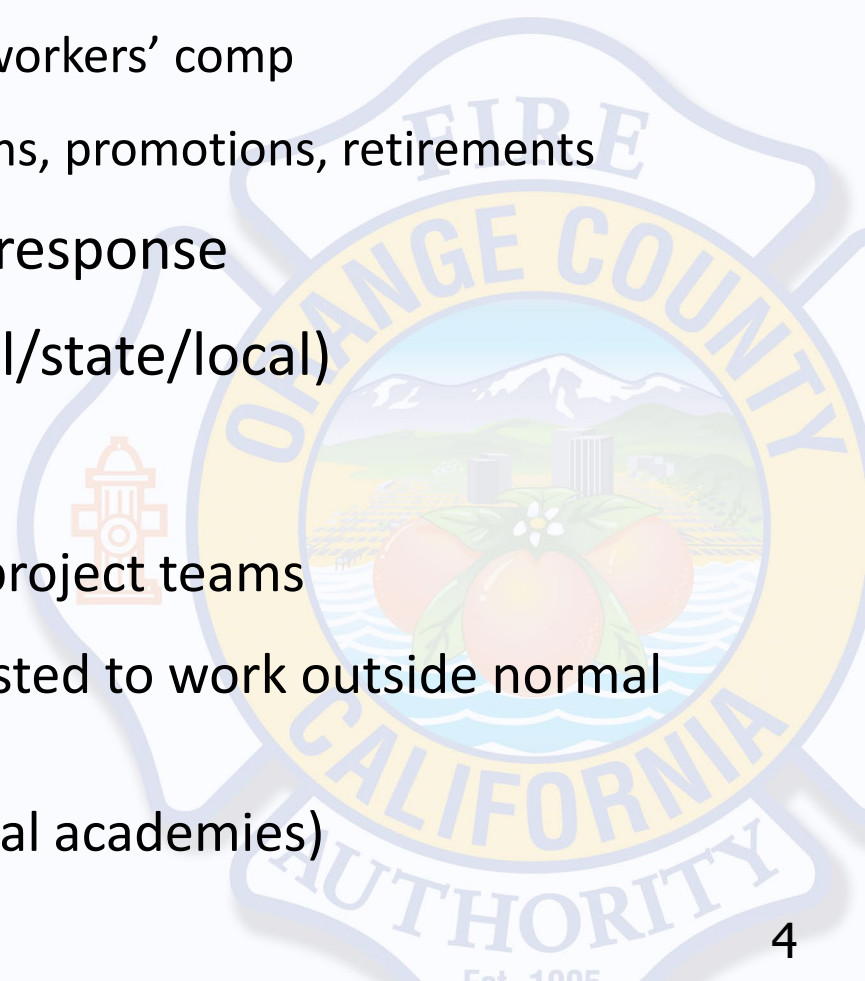 workers’ comp
ns, promotions, retirements
response
l/state/local)
project teams
sted to work outside normal
al academies)
4
FIRE
ORANGE COUNTY
CALIFORNIA
AUTHORITY